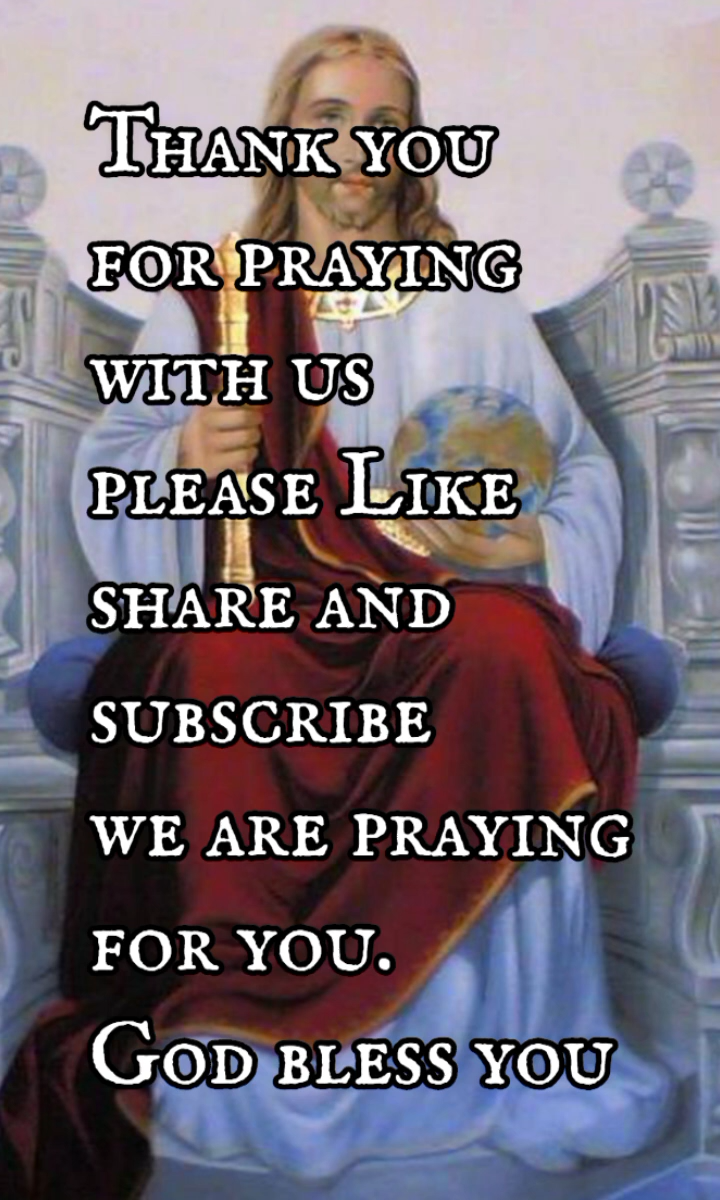 Thank you
for praying
with us
please Like
share and
subscribe
we are praying
for you.
God bless you